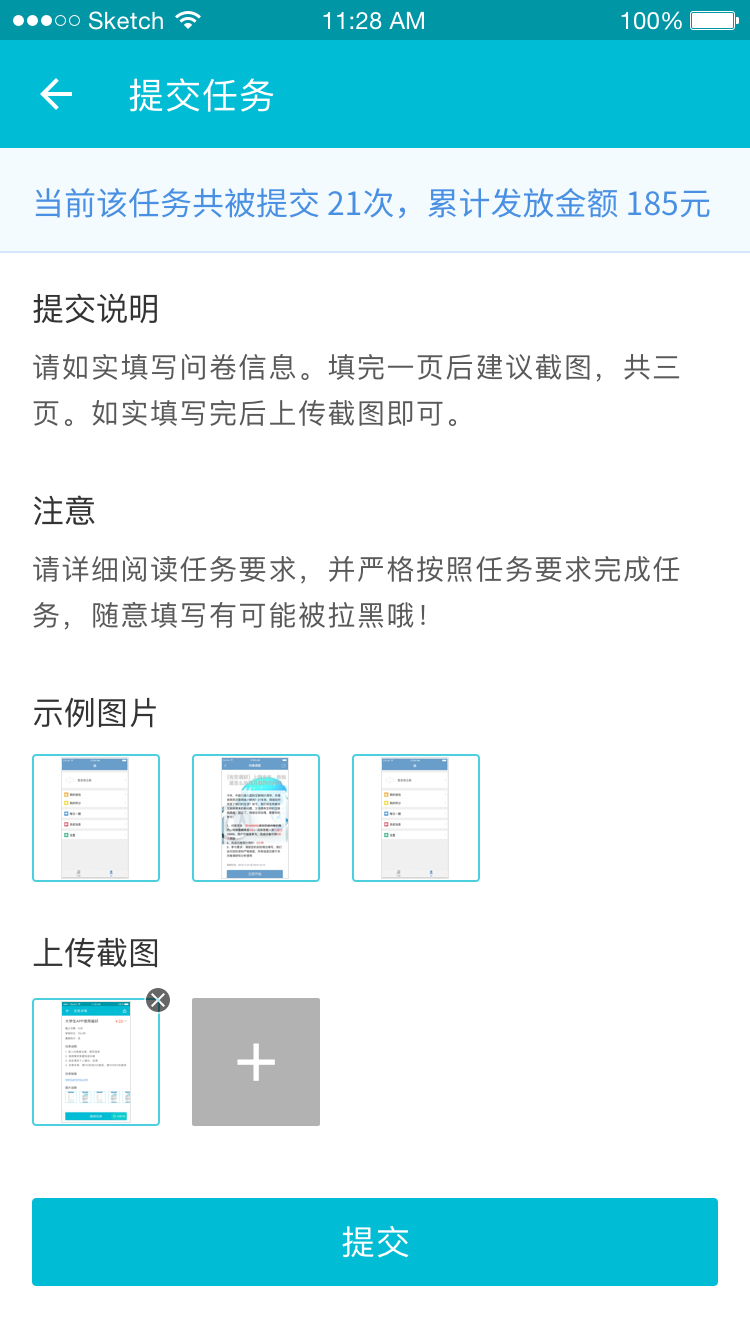 Sketch 11:28 AM 100%
提交任务
当前该任务共被提交 21次，累计发放金额 185元
提交说明
请如实填写问卷信息。填完一页后建议截图，共三
页。如实填写完后上传截图即可。
注意
请详细阅读任务要求，并严格按照任务要求完成任
务，随意填写有可能被拉黑哦！
示例图片
上传截图
提交